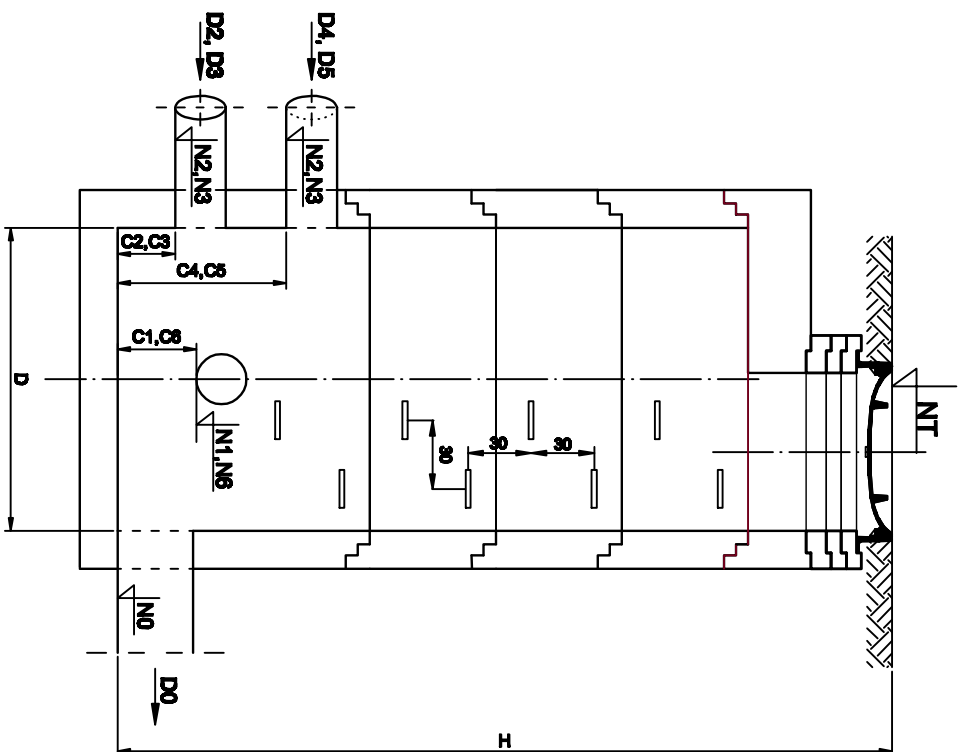 D2, D3
D4, D5
N2,N3
N2,N3
C2,C3
C4,C5
C1,C6
D
N1,N6
30
30
30
NT
N0
D0
H